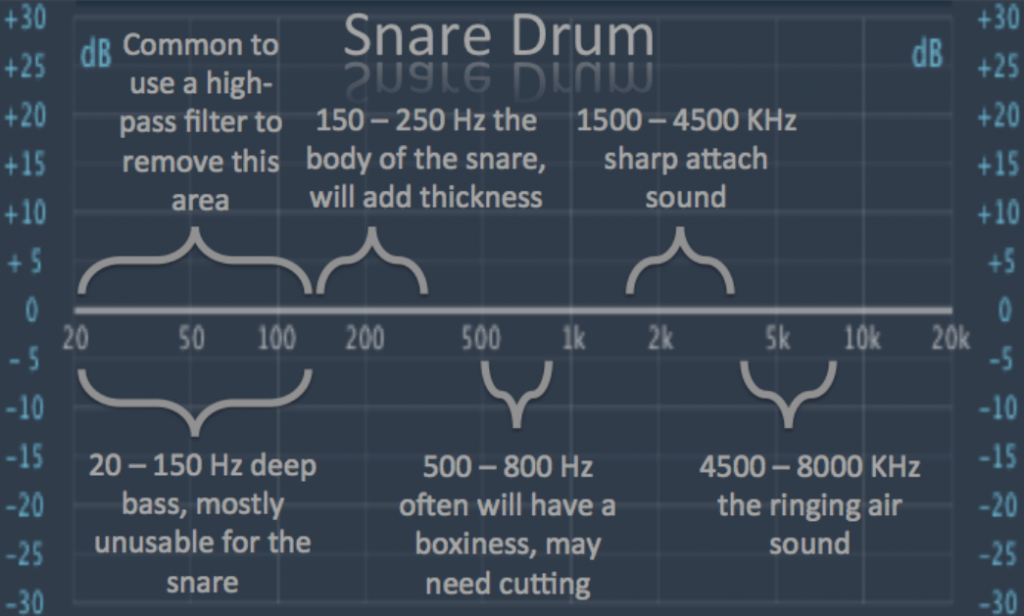 Snare Drum
dB
dB
Common to
use a high-
pass filter to
remove this
area
150 – 250 Hz the
body of the snare,
will add thickness
1500 – 4500 KHz
sharp attach
sound
+30
+25
+20
+15
+10
+ 5
0
- 5
-10
-15
-20
-25
-30
20 50 100 200 500 1k 2k 5k 10k 20k
+30
+25
+20
+15
+10
+5
0
-5
-10
-15
-20
-25
-30
20 – 150 Hz deep
bass, mostly
unusable for the
snare
500 – 800 Hz
often will have a
boxiness, may
need cutting
4500 – 8000 KHz
the ringing air
sound